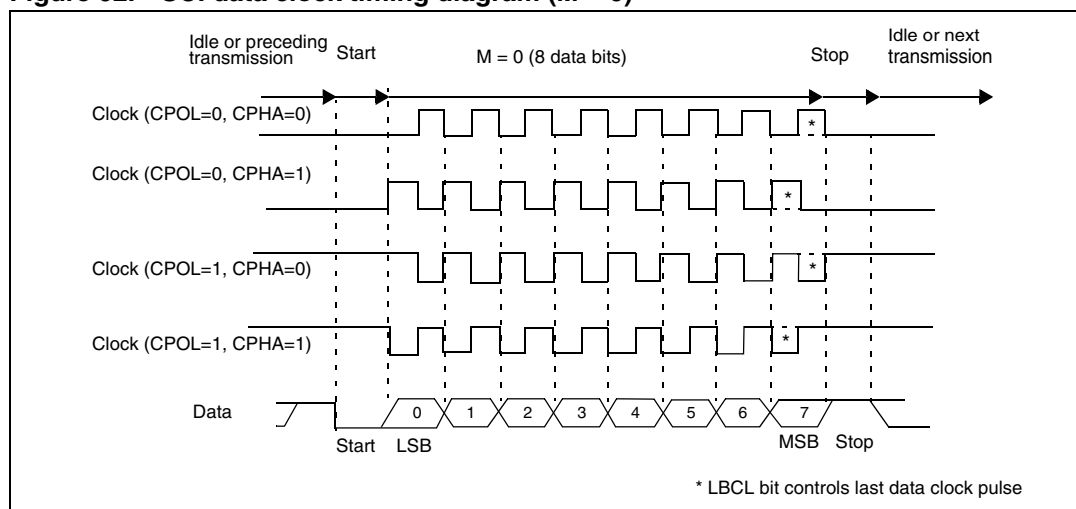 Idle or preceding
transmission
Start
M = 0 (8 data bits)
Stop
Idle or next
transmission
Clock (CPOL=0, CPHA=0)
*
Clock (CPOL=0, CPHA=1)
*
Clock (CPOL=1, CPHA=0)
*
Clock (CPOL=1, CPHA=1)
*
Data
0 1 2 3 4 5 6 7
Start LSB MSB Stop
* LBCL bit controls last data clock pulse